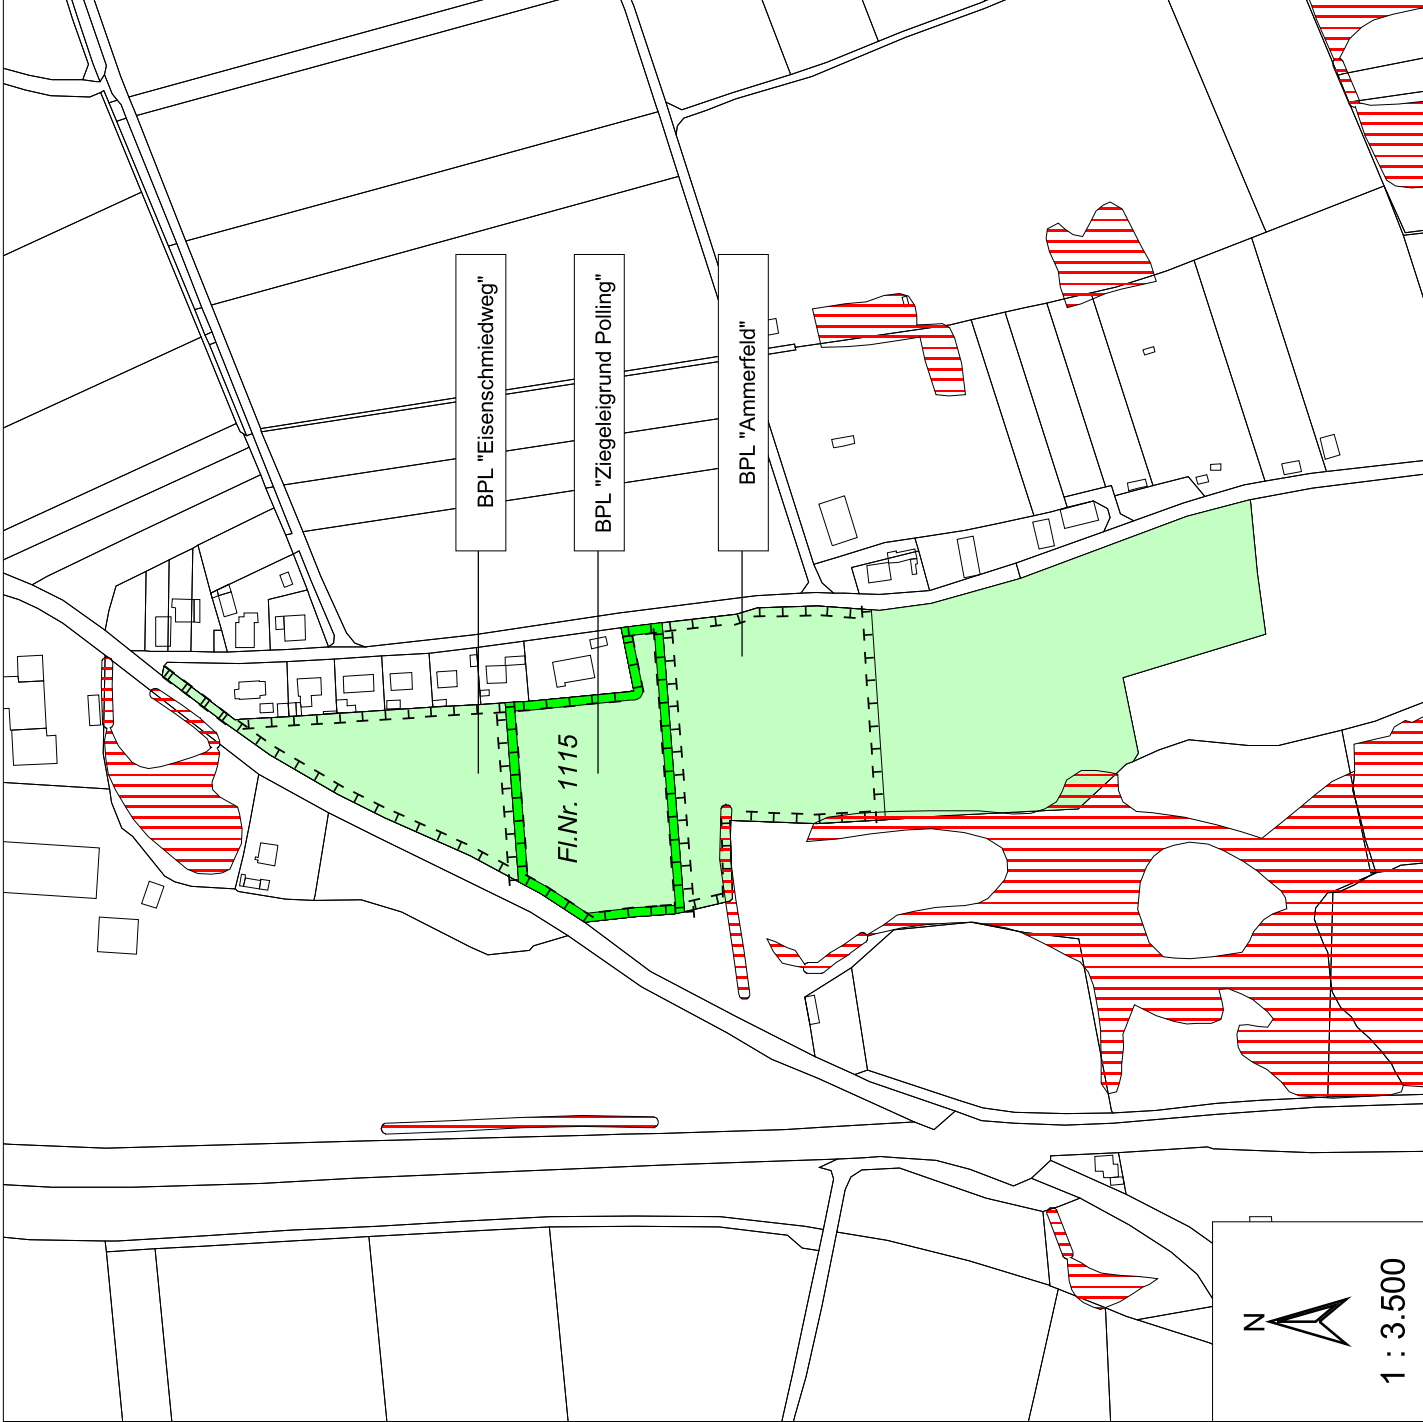 BPL "Eisenschmiedweg"
BPL "Ziegeleigrund Polling"
BPL "Ammerfeld"
Fl.Nr. 1115
N
1 : 3.500